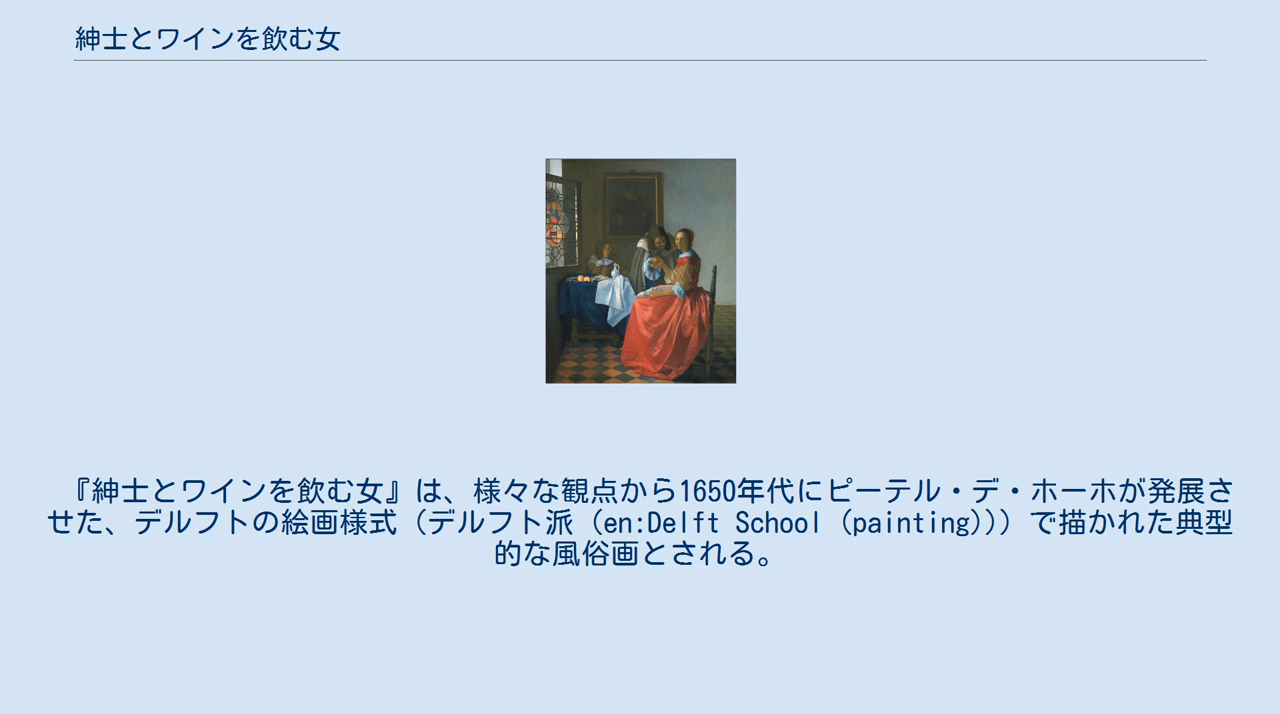 紳士とワインを飲む女
『紳士とワインを飲む女』は、様々な観点から1650年代にピーテル・デ・ホーホが発展さ
せた、デルフトの絵画様式（デルフト派（en:Delft School (painting)））で描かれた典型
的な風俗画とされる。